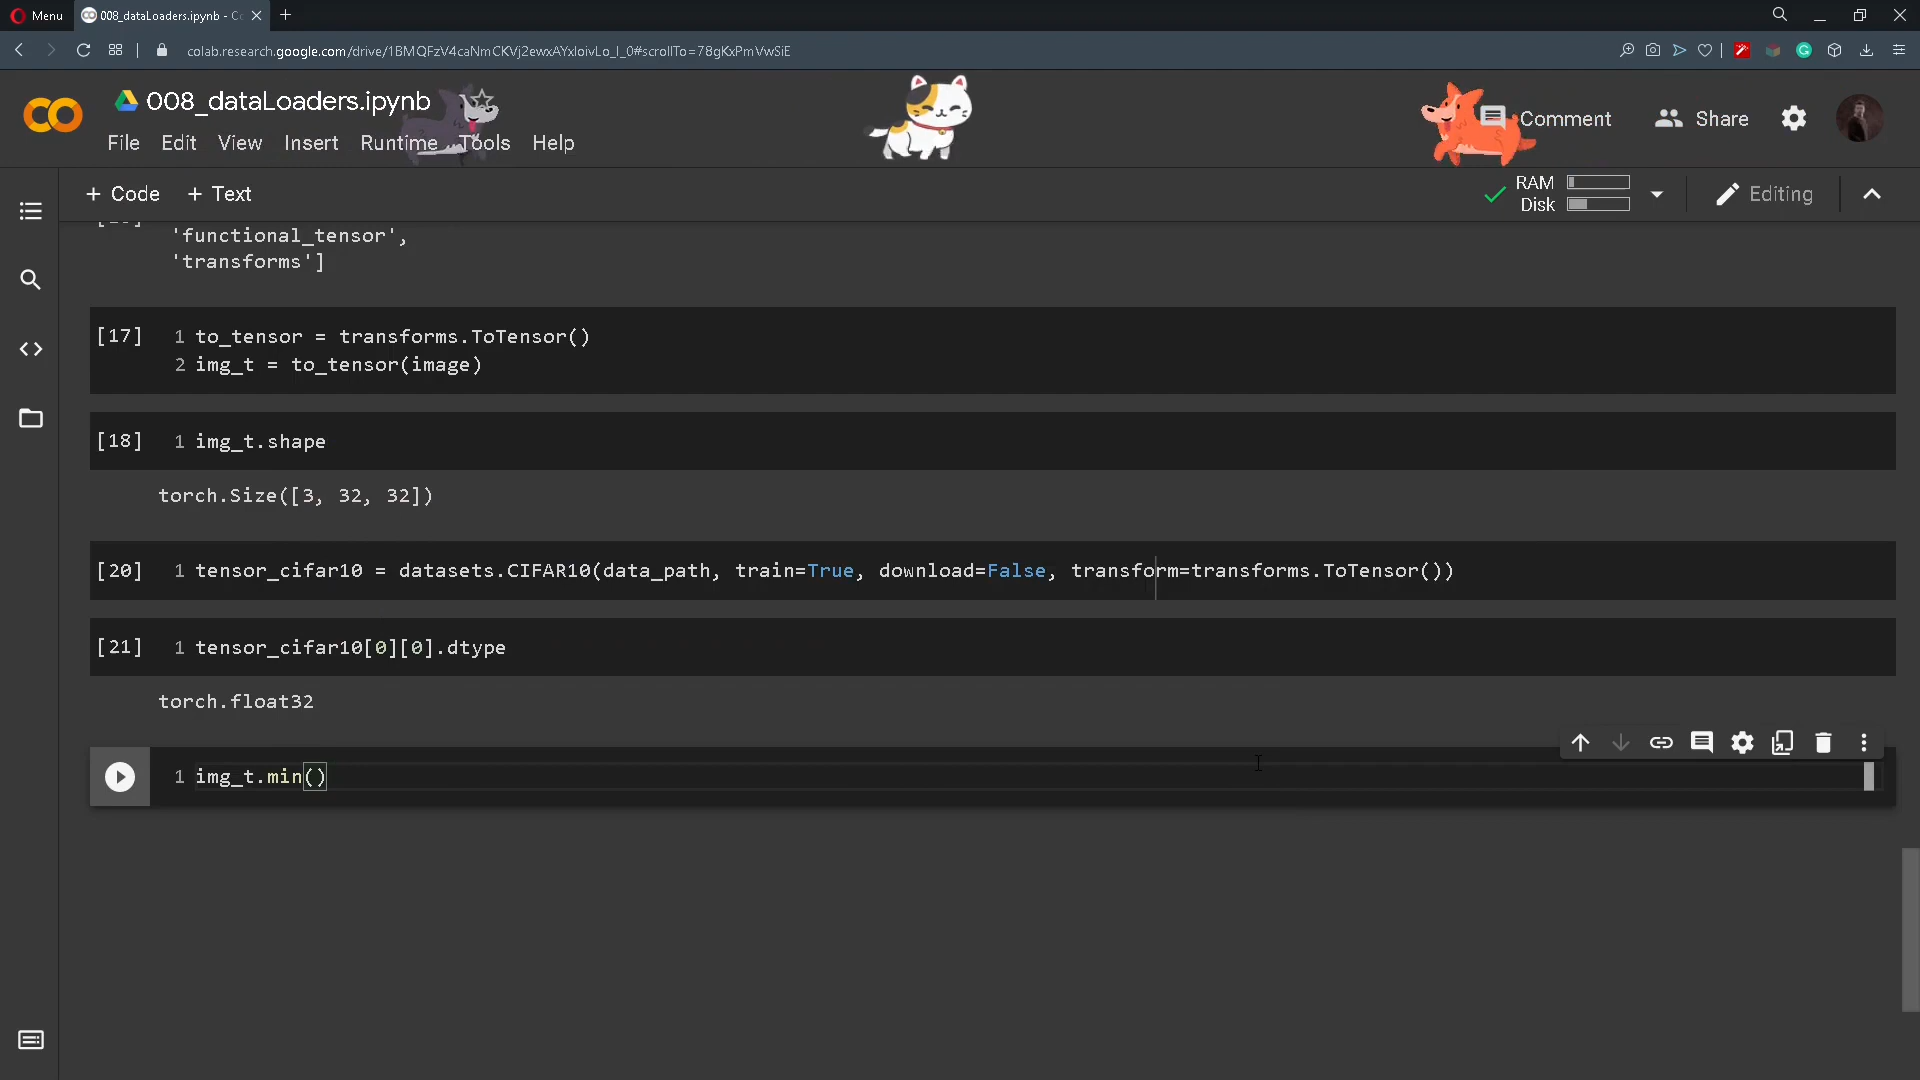 Menu
008_dataLoaders.ipynb - Co
colab.research.google.com/drive/1BMQFzV4caNmCKVj2ewxAYxIoivLo_I_0#scrollTo=78gKxPmVwSiE
008_dataLoaders.ipynb
File Edit View Insert Runtime Tools Help
Comment
Share
+ Code + Text
RAM
Disk
Editing
'functional_tensor',
'transforms']
[17] 1 to_tensor = transforms.ToTensor()
2 img_t = to_tensor(image)
[18] 1 img_t.shape
torch.Size([3, 32, 32])
[20] 1 tensor_cifar10 = datasets.CIFAR10(data_path, train=True, download=False, transform=transforms.ToTensor())
[21] 1 tensor_cifar10[0][0].dtype
torch.float32
1 img_t.min()